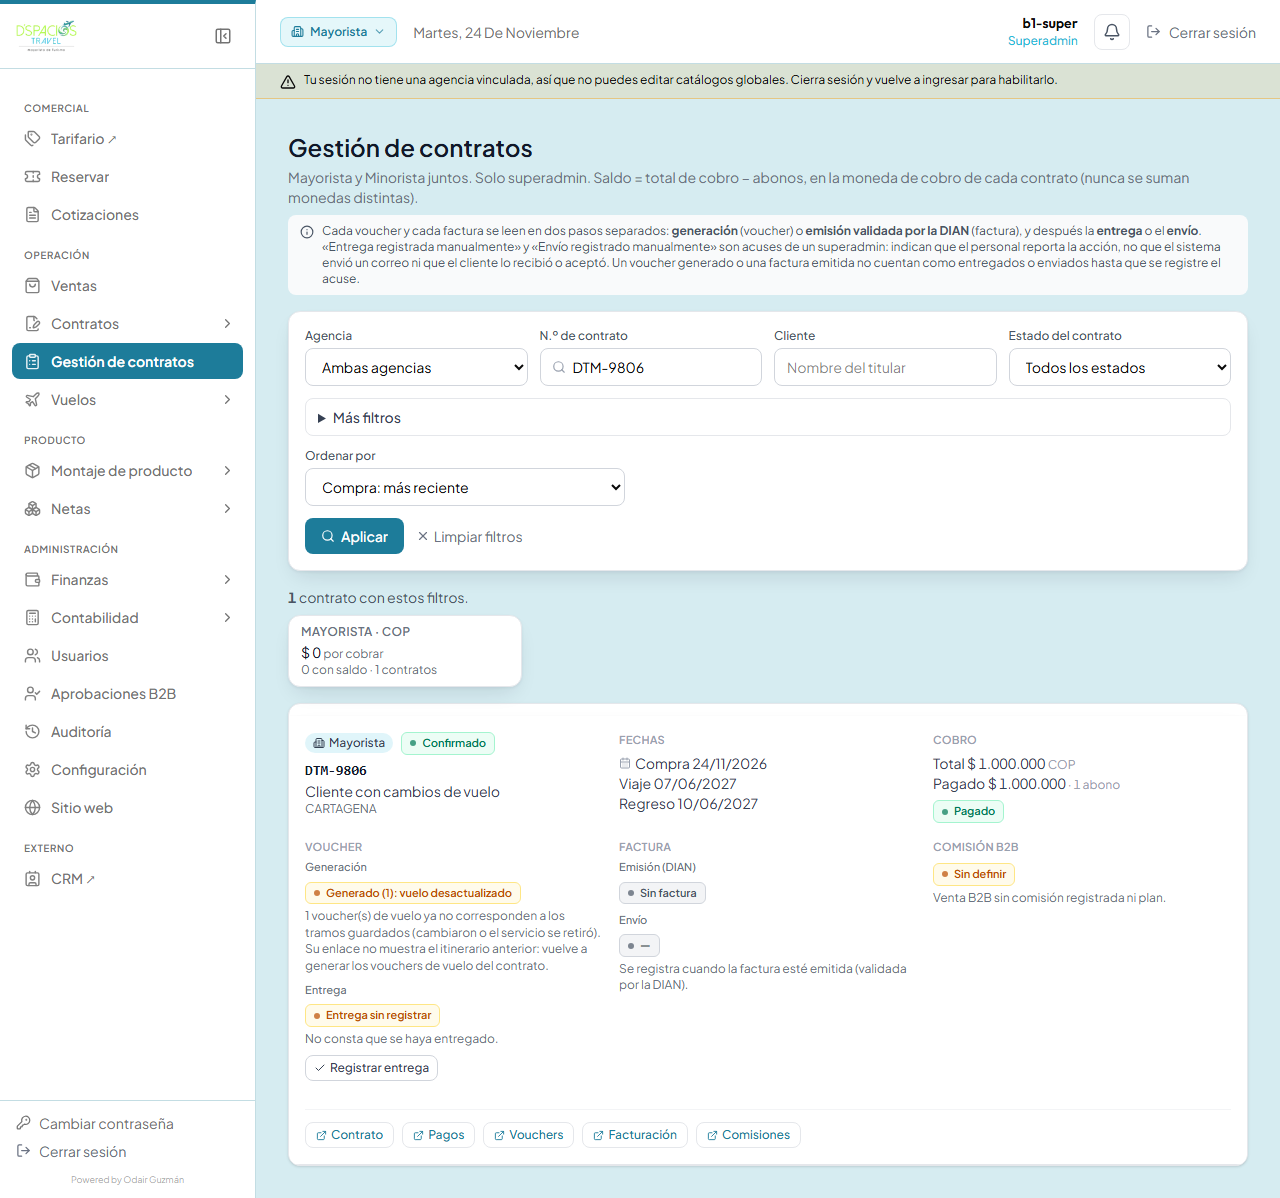 D'SPACIOS
TRAVEL
Mayorista
Martes, 24 De Noviembre
b1-super
Superadmin
Cerrar sesión
Tu sesión no tiene una agencia vinculada, así que no puedes editar catálogos globales. Cierra sesión y vuelve a ingresar para habilitarlo.
COMERCIAL
Tarifario ↗
Reservar
Cotizaciones
OPERACIÓN
Ventas
Contratos
Gestión de contratos
Vuelos
PRODUCTO
Montaje de producto
Netas
ADMINISTRACIÓN
Finanzas
Contabilidad
Usuarios
Aprobaciones B2B
Auditoría
Configuración
Sitio web
EXTERNO
CRM ↗
Cambiar contraseña
Cerrar sesión
Powered by Odair Guzmán
Gestión de contratos
Mayorista y Minorista juntos. Solo superadmin. Saldo = total de cobro – abonos, en la moneda de cobro de cada contrato (nunca se suman
monedas distintas).
Cada voucher y cada factura se leen en dos pasos separados: generación (voucher) o emisión validada por la DIAN (factura), y después la entrega o el envío.
«Entrega registrada manualmente» y «Envío registrado manualmente» son acuses de un superadmin: indican que el personal reporta la acción, no que el sistema
envió un correo ni que el cliente lo recibió o aceptó. Un voucher generado o una factura emitida no cuentan como entregados o enviados hasta que se registre el
acuse.
Agencia
Ambas agencias
N.º de contrato
DTM-9806
Cliente
Nombre del titular
Estado del contrato
Todos los estados
Más filtros
Ordenar por
Compra: más reciente
Aplicar
Limpiar filtros
1 contrato con estos filtros.
MAYORISTA · COP
$ 0 por cobrar
0 con saldo · 1 contratos
Mayorista
Confirmado
DTM-9806
Cliente con cambios de vuelo
CARTAGENA
FECHAS
Compra 24/11/2026
Viaje 07/06/2027
Regreso 10/06/2027
COBRO
Total $ 1.000.000 COP
Pagado $ 1.000.000 · 1 abono
Pagado
VOUCHER
Generación
Generado (1): vuelo desactualizado
1 voucher(s) de vuelo ya no corresponden a los
tramos guardados (cambiaron o el servicio se retiró).
Su enlace no muestra el itinerario anterior: vuelve a
generar los vouchers de vuelo del contrato.
Entrega
Entrega sin registrar
No consta que se haya entregado.
Registrar entrega
FACTURA
Emisión (DIAN)
Sin factura
Envío
—
Se registra cuando la factura esté emitida (validada
por la DIAN).
COMISIÓN B2B
Sin definir
Venta B2B sin comisión registrada ni plan.
Contrato
Pagos
Vouchers
Facturación
Comisiones